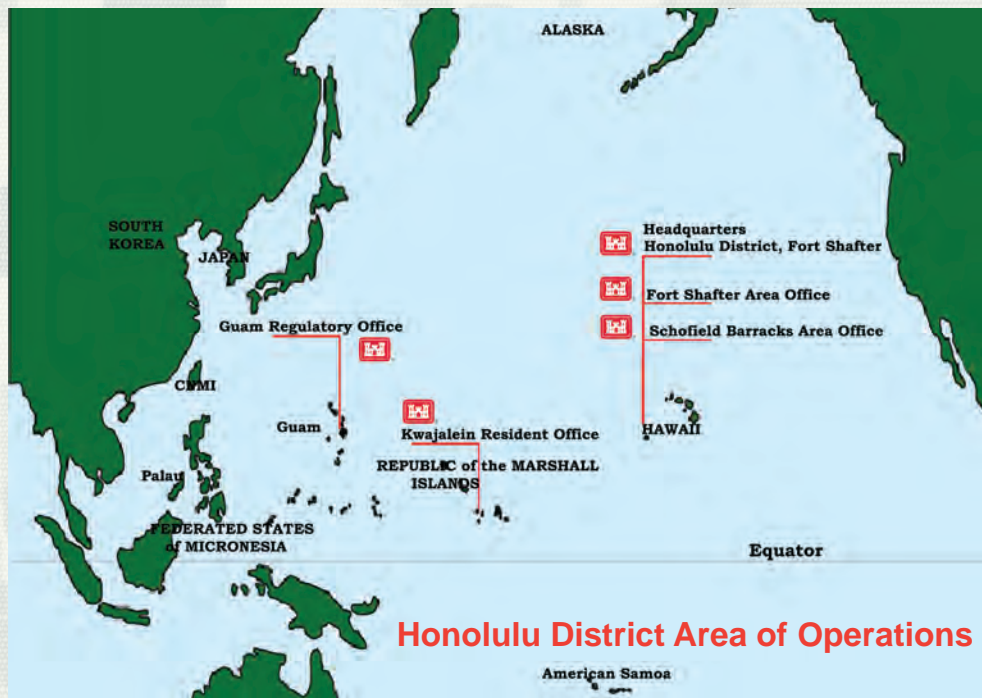 ALASKA
SOUTH
KOREA
JAPAN
Headquarters
Honolulu District, Fort Shafter
Fort Shafter Area Office
Schofield Barracks Area Office
Guam Regulatory Office
CNMI
Guam
Kwajalein Resident Office
HAWAII
REPUBLIC of the MARSHALL
ISLANDS
Palau
FEDERATED STATES
of MICRONESIA
Equator
Honolulu District Area of Operations
American Samoa